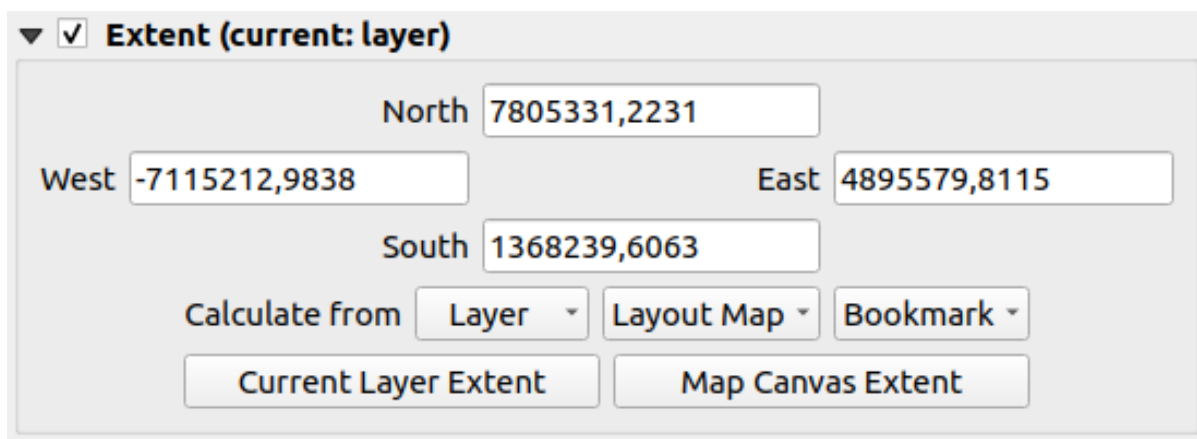 Extent (current: layer)
North 7805331,2231
West -7115212,9838 East 4895579,8115
South 1368239,6063
Calculate from Layer Layout Map Bookmark
Current Layer Extent Map Canvas Extent